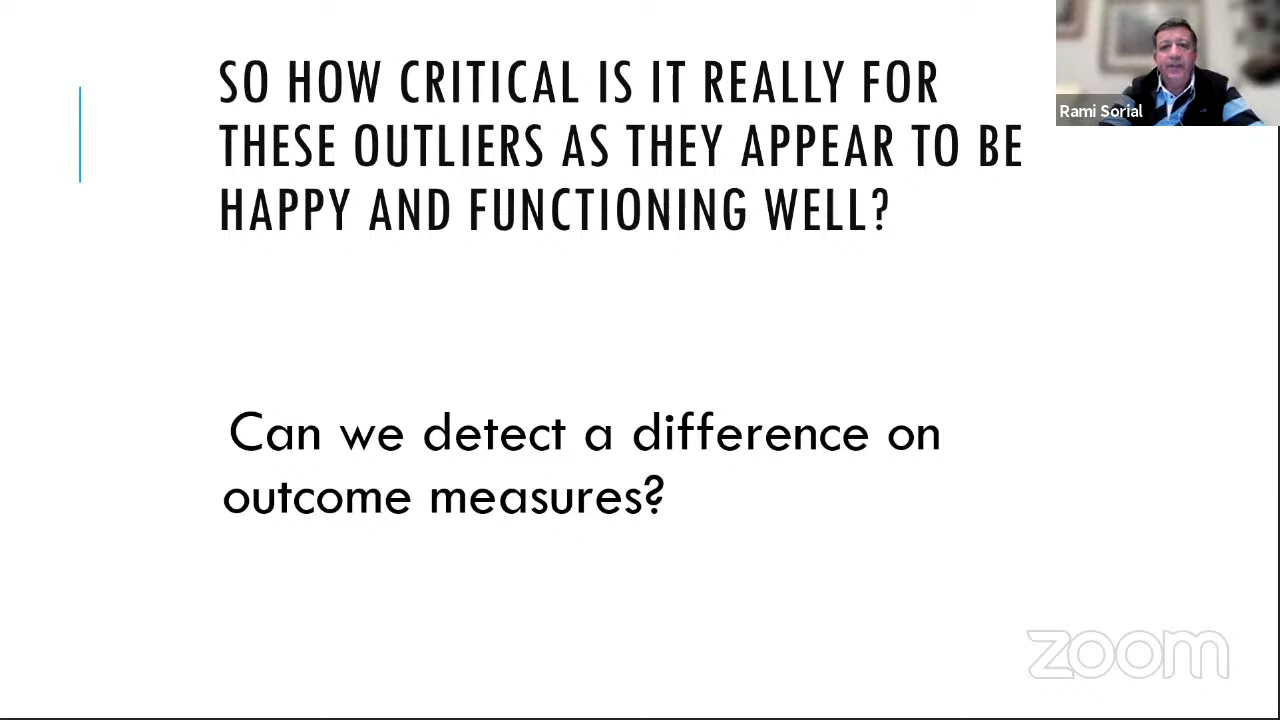 SO HOW CRITICAL IS IT REALLY FOR
THESE OUTLIERS AS THEY APPEAR TO BE
HAPPY AND FUNCTIONING WELL?
Rami Sorial
Can we detect a difference on
outcome measures?
zoom